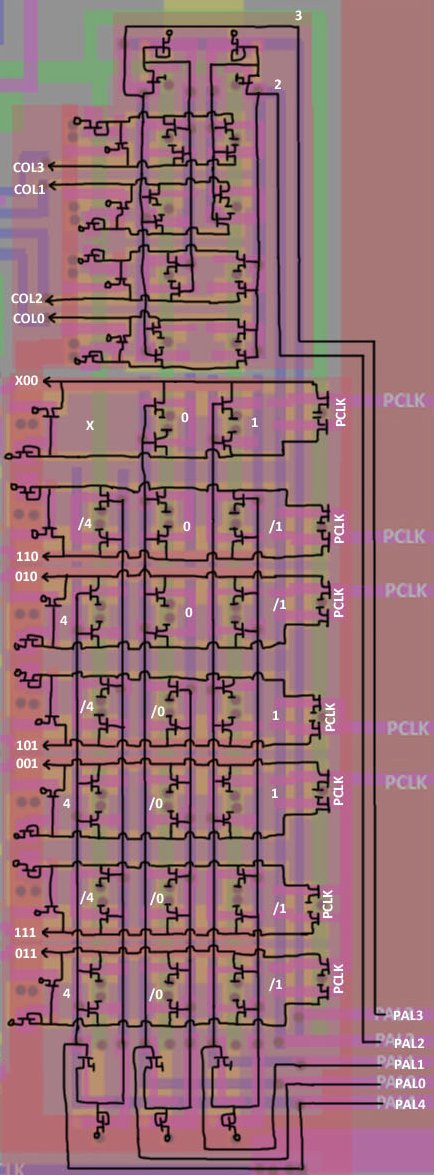 3
2
COL3
COL1
COL2
COL0
X00
PCLK PCLK
X 0 1
/4 0 /1 PCLK PCLK
110
010
PCLK PCLK
4 0 /1
/4 /0 1 PCLK PCLK
101
001
PCLK PCLK
4 /0 1
/4 /0 /1 PCLK
111
011
PCLK
4 /0 /1
PAL3
PAL2
PAL1
PAL0
PAL4
LK